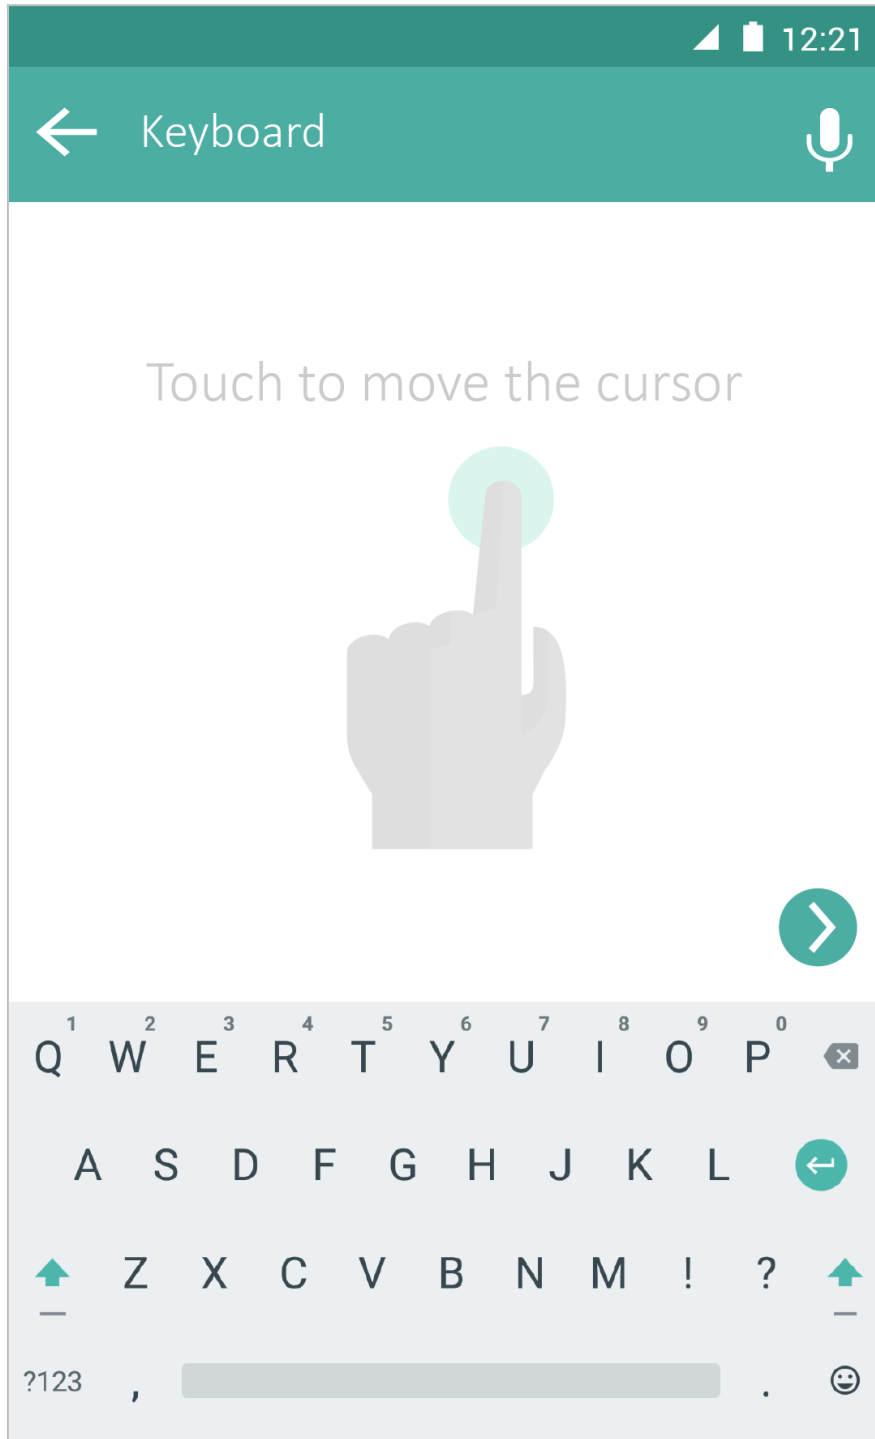 12:21
Keyboard
Touch to move the cursor
1 2 3 4 5 6 7 8 9 0
Q W E R T Y U I O P
A S D F G H J K L
Z X C V B N M ! ?
?123 , .